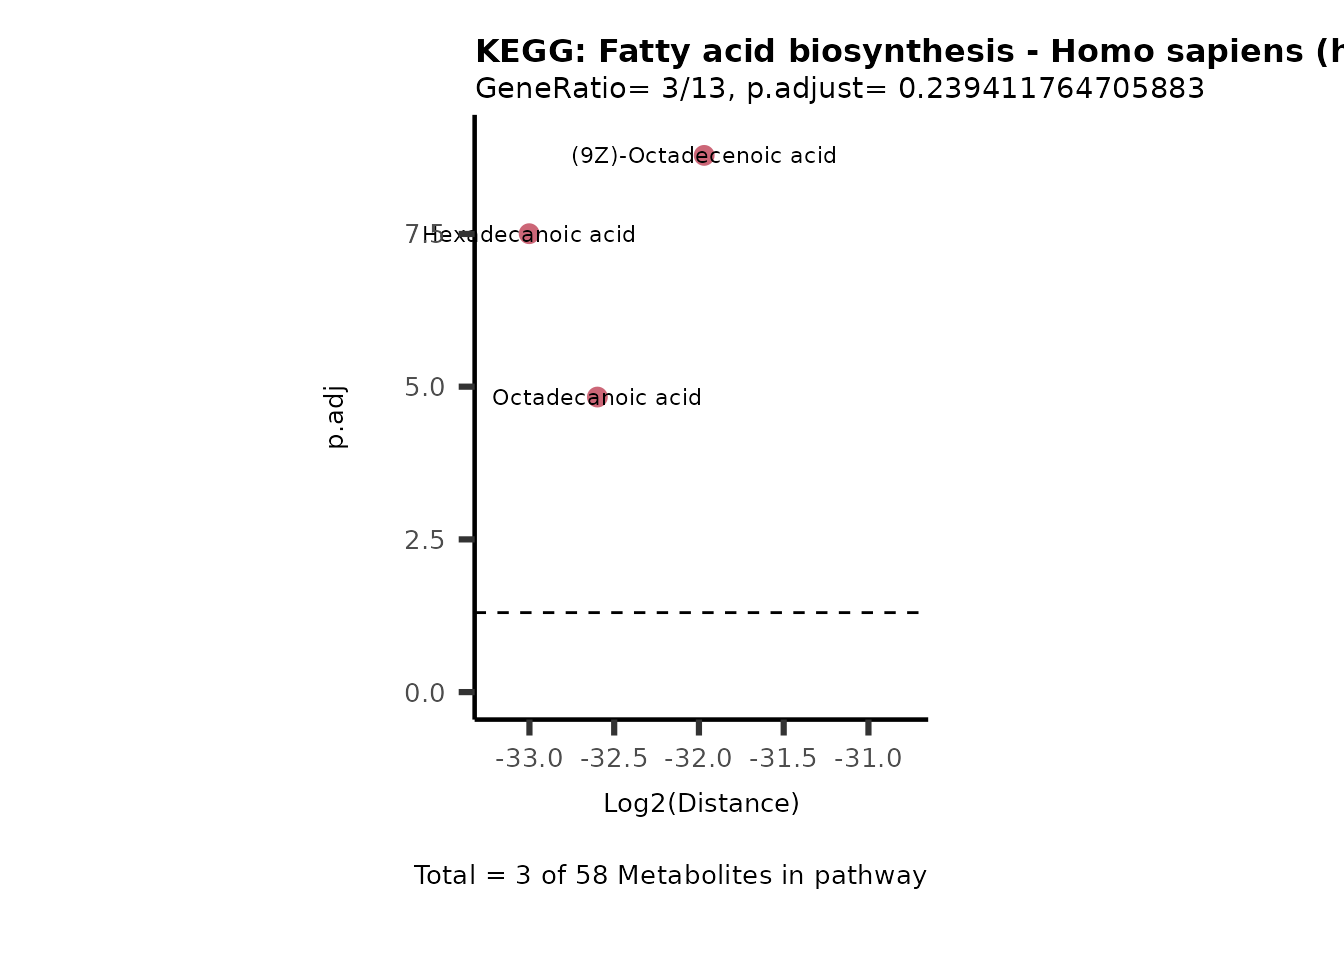 KEGG: Fatty acid biosynthesis - Homo sapiens (h
GeneRatio= 3/13, p.adjust= 0.239411764705883
(9Z)-Octadecenoic acid
7.5
Hexadecanoic acid
5.0
Octadecanoic acid
p.adj
2.5
0.0
-33.0 -32.5 -32.0 -31.5 -31.0
Log2(Distance)
Total = 3 of 58 Metabolites in pathway